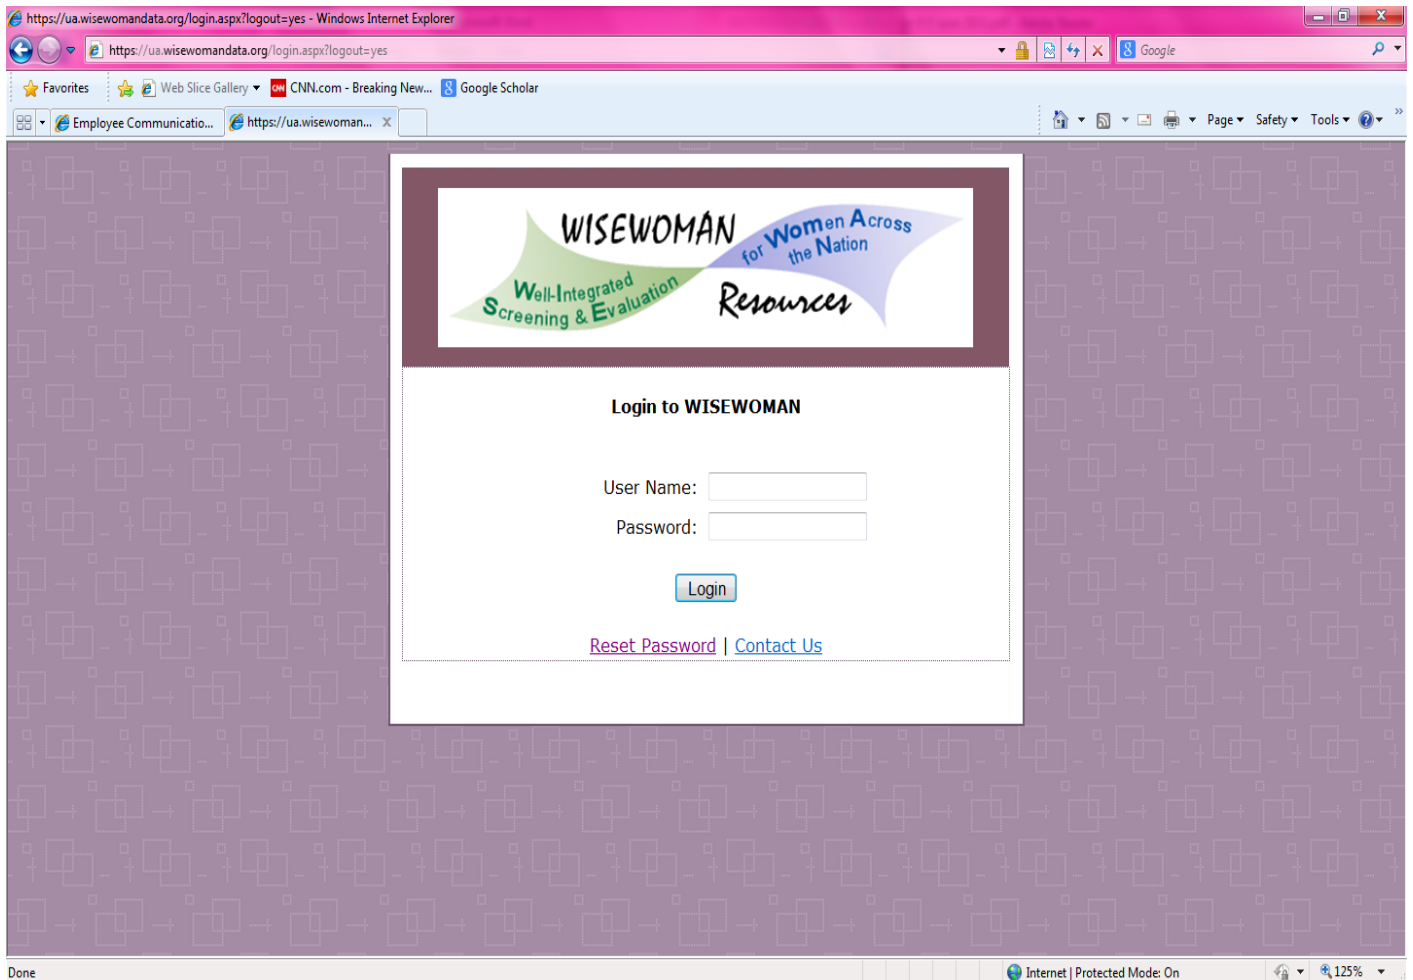 https://ua.wisewomandata.org/login.aspx?logout=yes - Windows Internet Explorer
https://ua.wisewomandata.org/login.aspx?logout=yes
Google
Favorites Web Slice Gallery CNN.com - Breaking New... Google Scholar
Employee Communicatio... https://ua.wisewoman... X
Page Safety Tools »
WISEWOMAN
for Women Across
the Nation
Well-Integrated
Screening & Evaluation
Resources
Login to WISEWOMAN
User Name:
Password:
Login
Reset Password | Contact Us
Done Internet | Protected Mode: On 125%